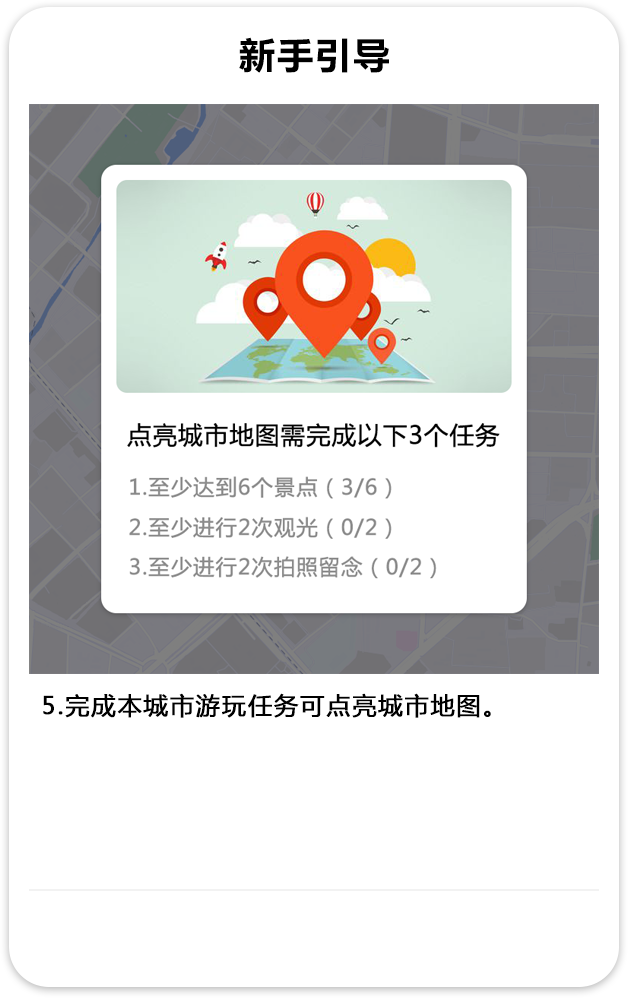 新手引导
点亮城市地图需完成以下3个任务
1.至少达到6个景点（3/6）
2.至少进行2次观光（0/2）
3.至少进行2次拍照留念（0/2）
5.完成本城市游玩任务可点亮城市地图。